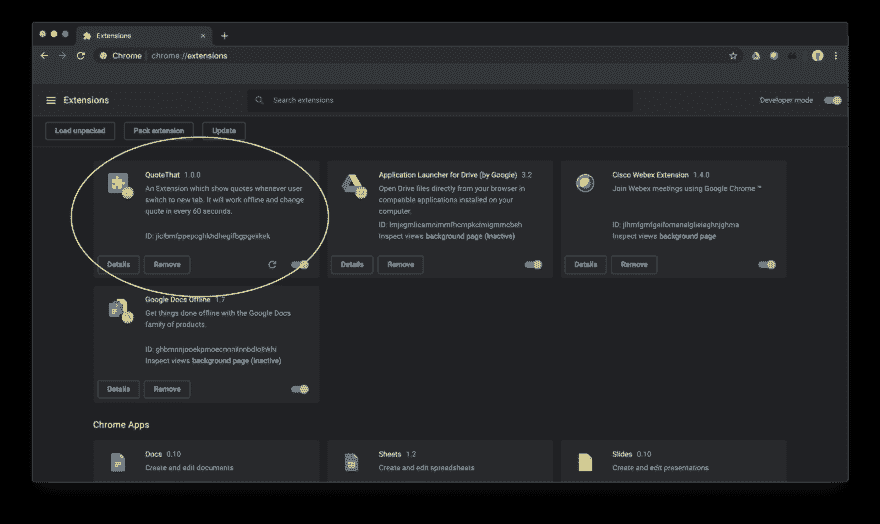 Extensions
Chrome chrome://extensions
Extensions
Search extensions
Developer mode
Load unpacked
Pack extension
Update
QuoteThat 1.0.0
An Extension which show quotes whenever user
switch to new tab. It will work offline and change
quote in every 60 seconds.
ID:
Details
Remove
Application Launcher for Drive (by Google) 3.2
Open Drive files directly from your browser in
compatible applications installed on your
computer.
ID:
Inspect views background page (Inactive)
Details
Remove
Cisco Webex Extension 1.4.0
Join Webex meetings using Google Chrome ™
ID:
Inspect views background page
Details
Remove
Google Docs Offline 1.7
Get things done offline with the Google Docs
family of products.
ID:
Inspect views background page (Inactive)
Details
Remove
Chrome Apps
Docs 0.10
Create and edit documents
Sheets 1.2
Create and edit spreadsheets
Slides 0.10
Create and edit presentations